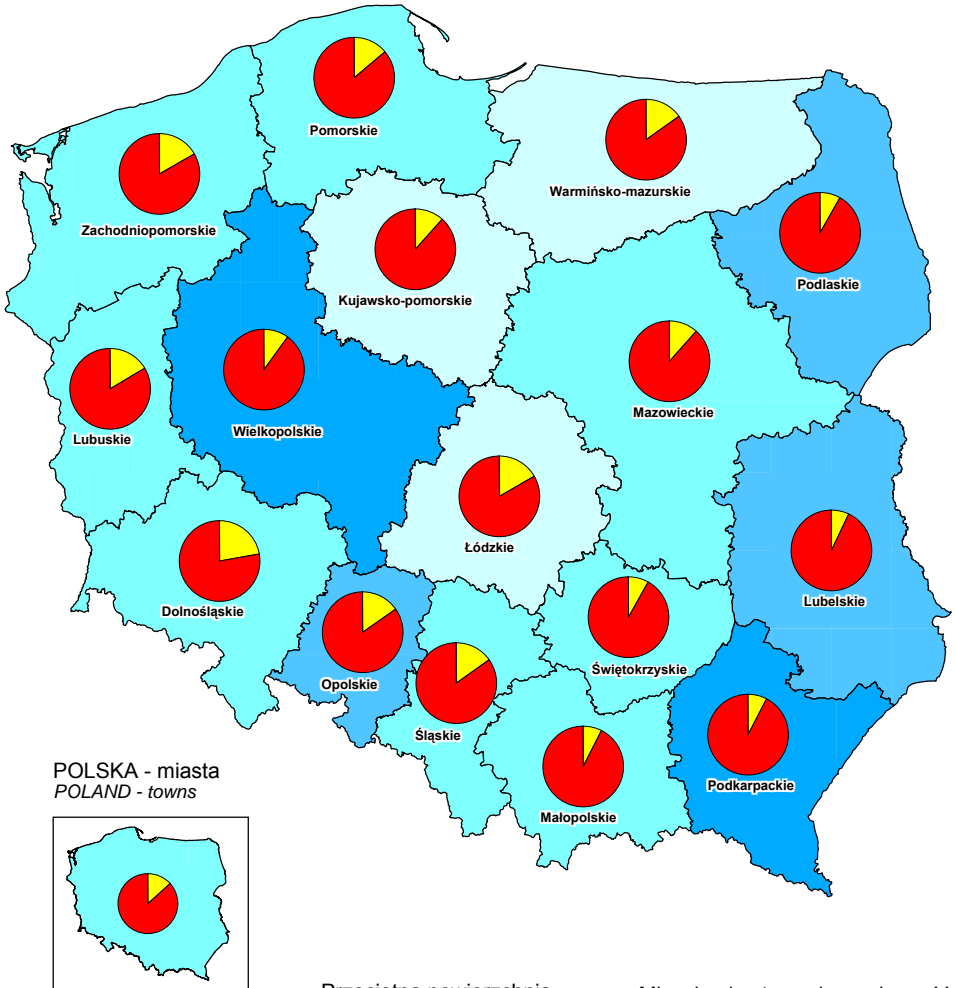 Pomorskie
Warmińsko-mazurskie
Zachodniopomorskie
Podlaskie
Kujawsko-pomorskie
Mazowieckie
Wielkopolskie
Lubuskie
Łódzkie
Lubelskie
Dolnośląskie
Świętokrzyskie
Opolskie
Śląskie
Podkarpackie
Małopolskie
POLSKA - miasta
POLAND - towns